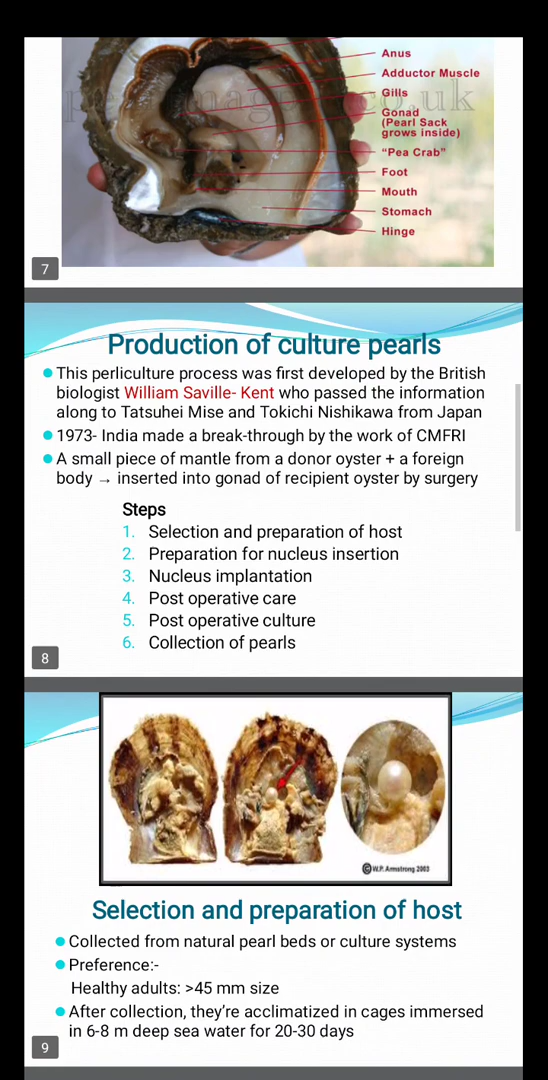 Anus
Adductor Muscle
Gills
Gonad
(Pearl Sack
grows inside)
"Pea Crab"
Foot
Mouth
Stomach
Hinge
7
Production of culture pearls
This perliculture process was first developed by the British
biologist William Saville- Kent who passed the information
along to Tatsuhei Mise and Tokichi Nishikawa from Japan
1973- India made a break-through by the work of CMFRI
A small piece of mantle from a donor oyster + a foreign
body → inserted into gonad of recipient oyster by surgery
Steps
1. Selection and preparation of host
2. Preparation for nucleus insertion
3. Nucleus implantation
4. Post operative care
5. Post operative culture
6. Collection of pearls
8
©W.P. Armstrong 2003
Selection and preparation of host
Collected from natural pearl beds or culture systems
Preference:-
Healthy adults: >45 mm size
After collection, they're acclimatized in cages immersed
in 6-8 m deep sea water for 20-30 days
9